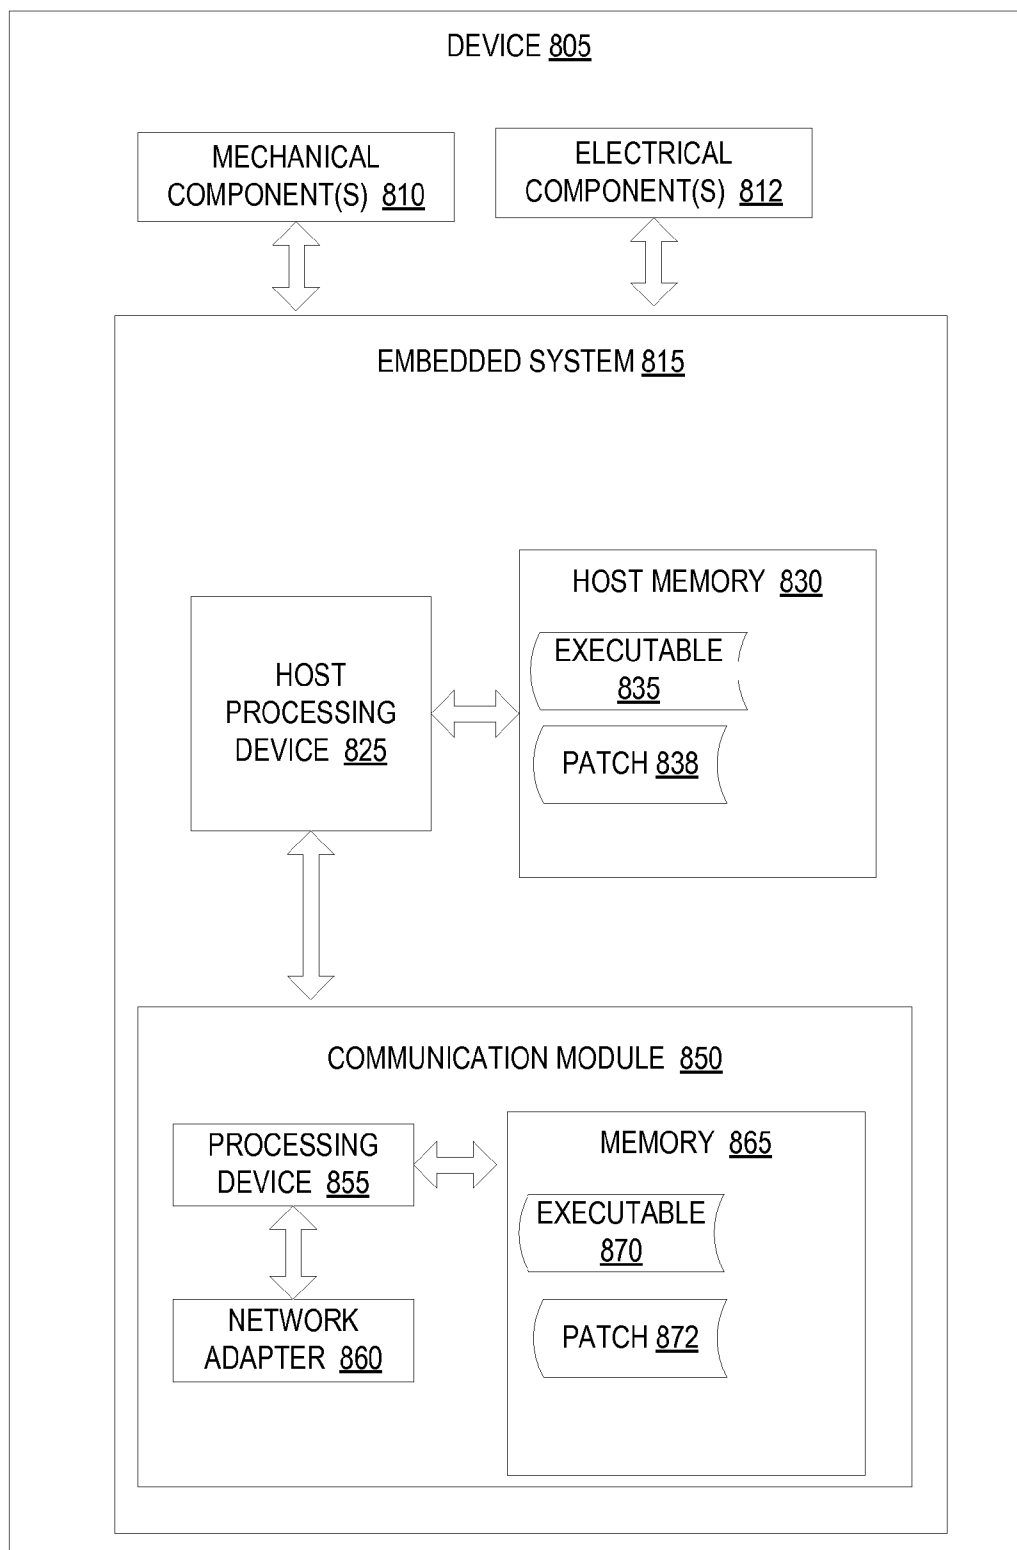 DEVICE 805
MECHANICAL
COMPONENT(S) 810
ELECTRICAL
COMPONENT(S) 812
EMBEDDED SYSTEM 815
HOST
PROCESSING
DEVICE 825
HOST MEMORY 830
EXECUTABLE
835
PATCH 838
COMMUNICATION MODULE 850
PROCESSING
DEVICE 855
NETWORK
ADAPTER 860
MEMORY 865
EXECUTABLE
870
PATCH 872